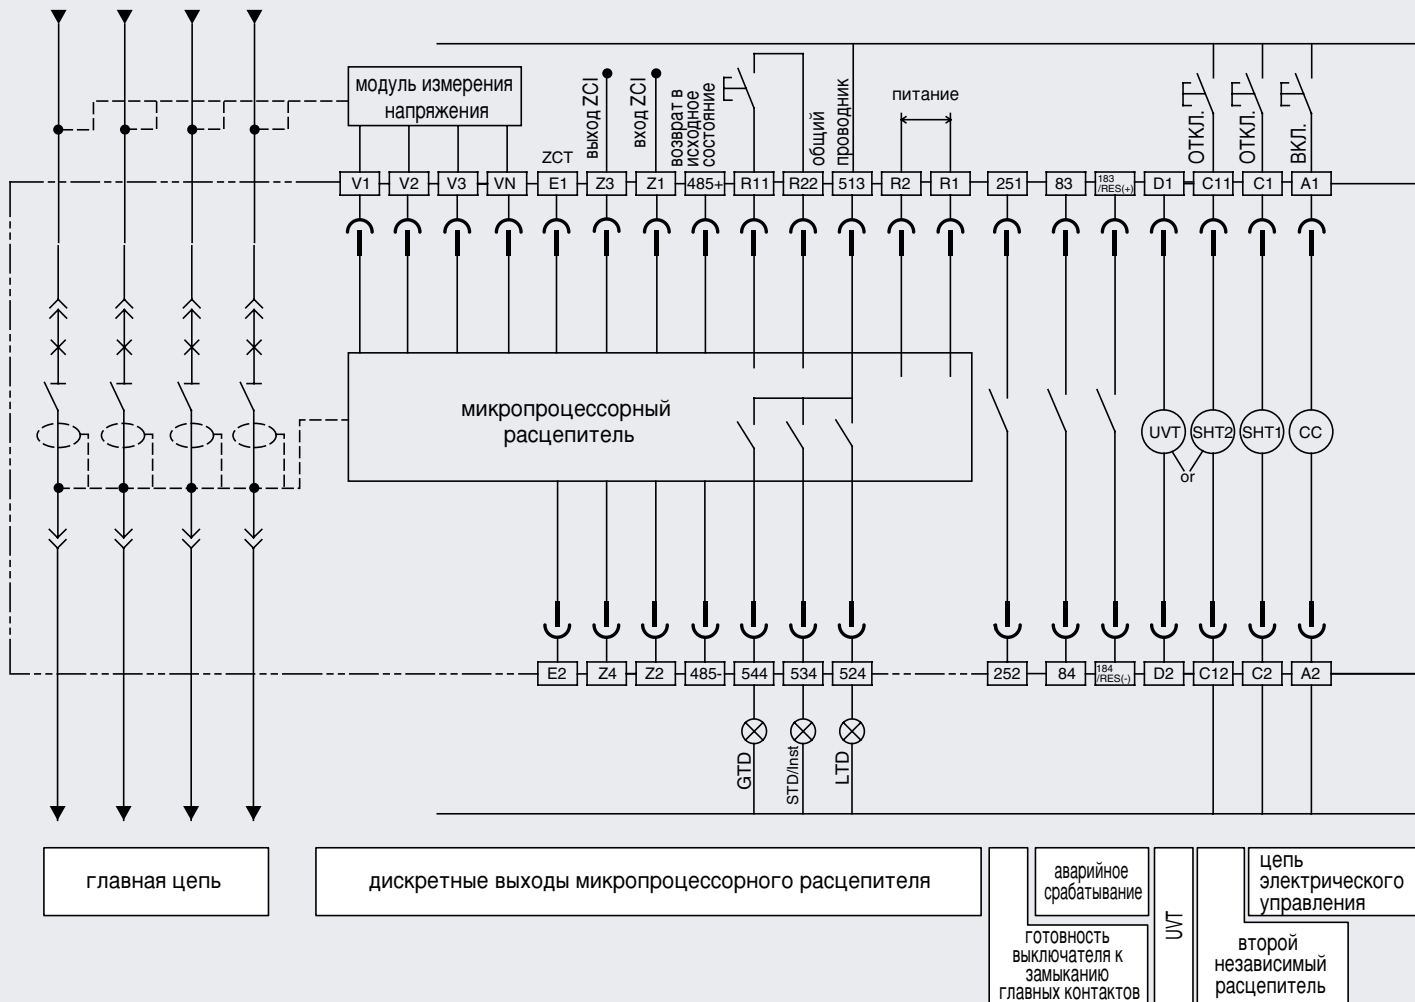 модуль измерения
напряжения
ZCT
выход ZCI
вход ZCI
возврат в
исходное
состояние
общий
проводник
питание
ОТКЛ.
ОТКЛ.
ВКЛ.
V1 V2 V3 VN E1 Z3 Z1 485+ R11 R22 513 R2 R1 251 83 183 /RES(+) D1 C11 C1 A1
микропроцессорный
расцепитель
UVT SHT2 SHT1 CC
or
E2 Z4 Z2 485- 544 534 524 252 84 184 /RES(-) D2 C12 C2 A2
GTD
STD/Inst
LTD
главная цепь
дискретные выходы микропроцессорного расцепителя
готовность
выключателя к
замыканию
главных контактов
аварийное
срабатывание
UVT
второй
независимый
расцепитель
цепь
электрического
управления